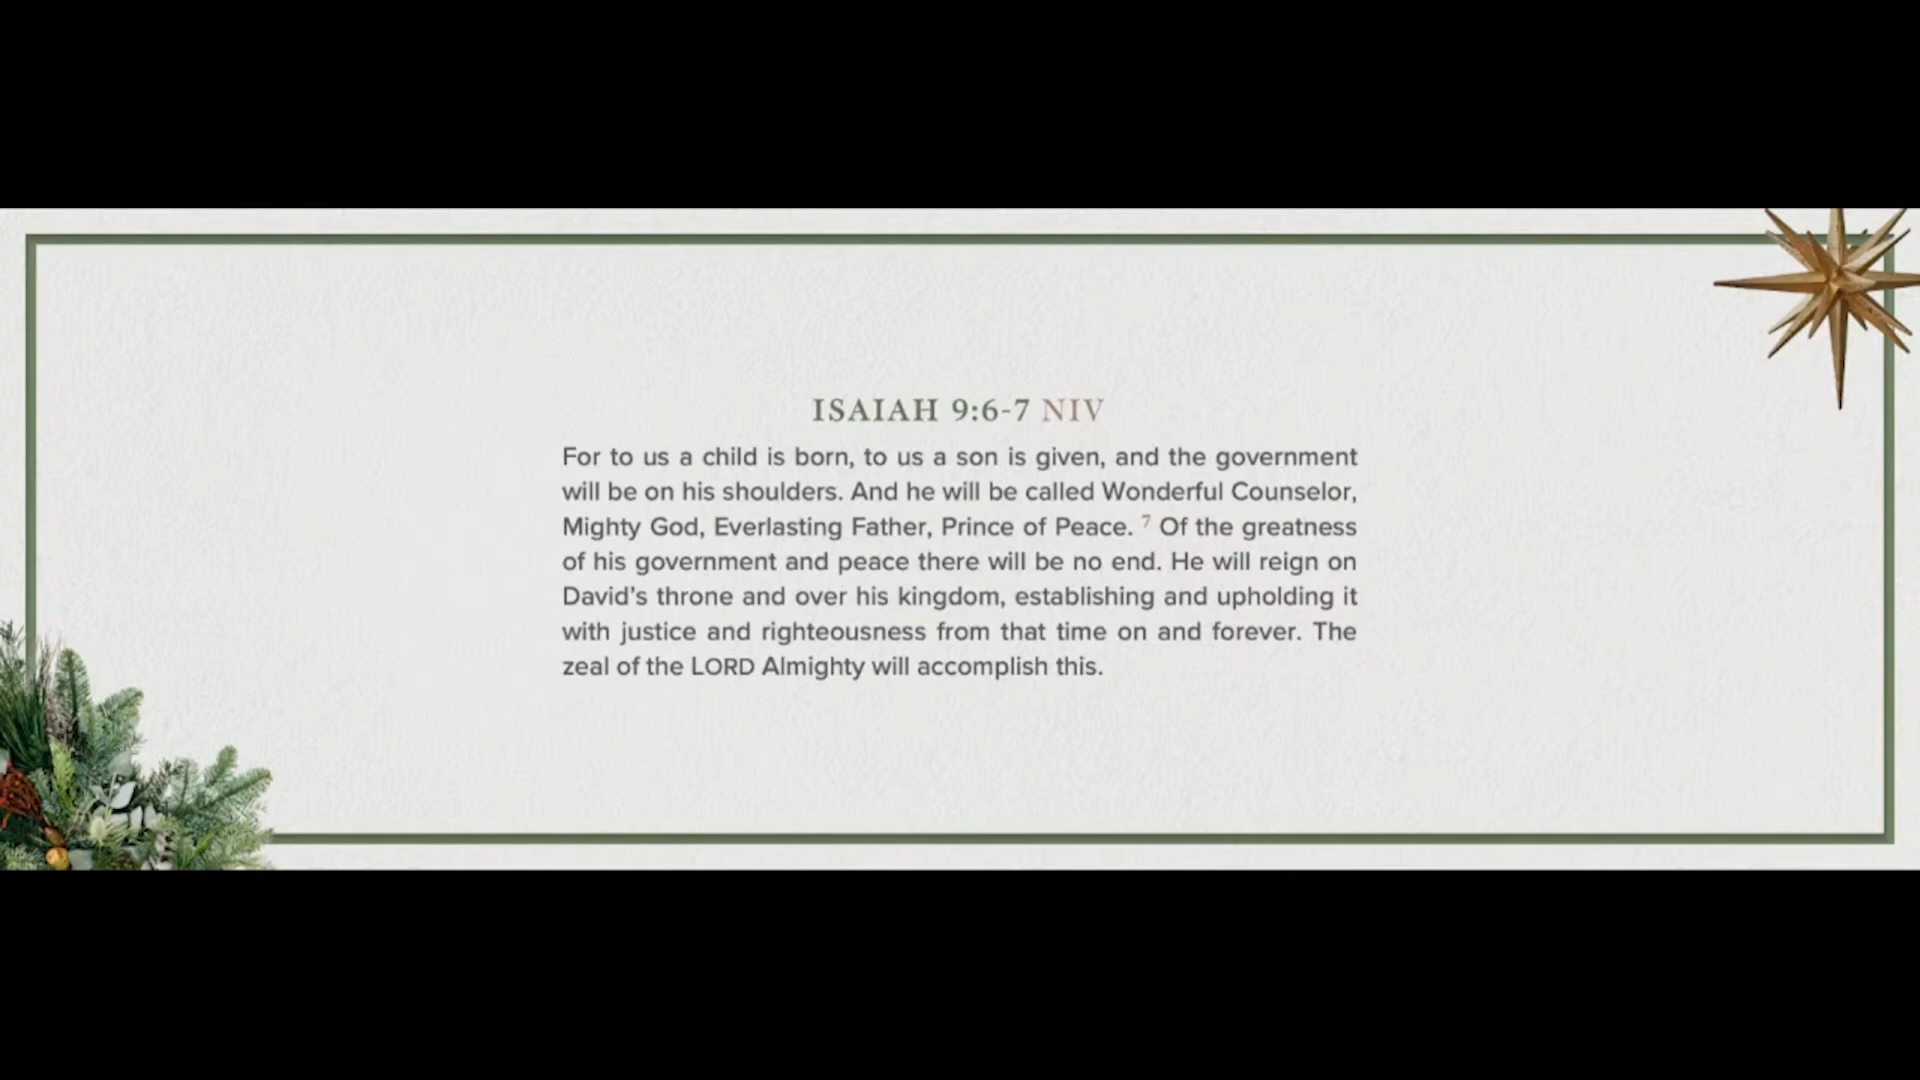 ISAIAH 9:6-7 NIV
For to us a child is born, to us a son is given, and the government
will be on his shoulders. And he will be called Wonderful Counselor,
Mighty God, Everlasting Father, Prince of Peace. 7 Of the greatness
of his government and peace there will be no end. He will reign on
David’s throne and over his kingdom, establishing and upholding it
with justice and righteousness from that time on and forever. The
zeal of the LORD Almighty will accomplish this.